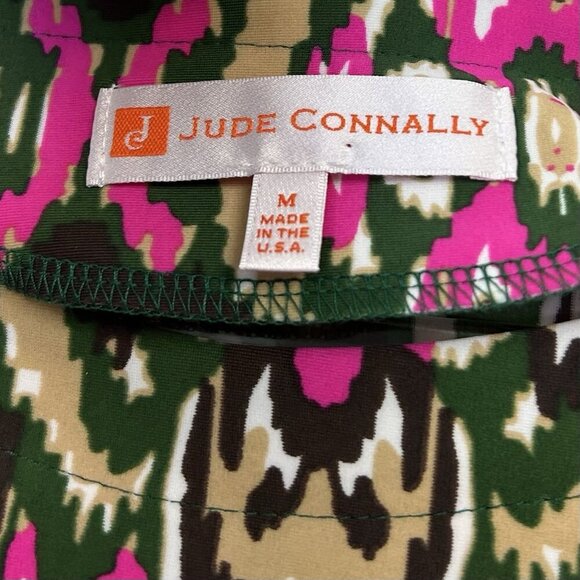 JC JUDE CONNALLY
M
MADE
IN THE
U.S.A.